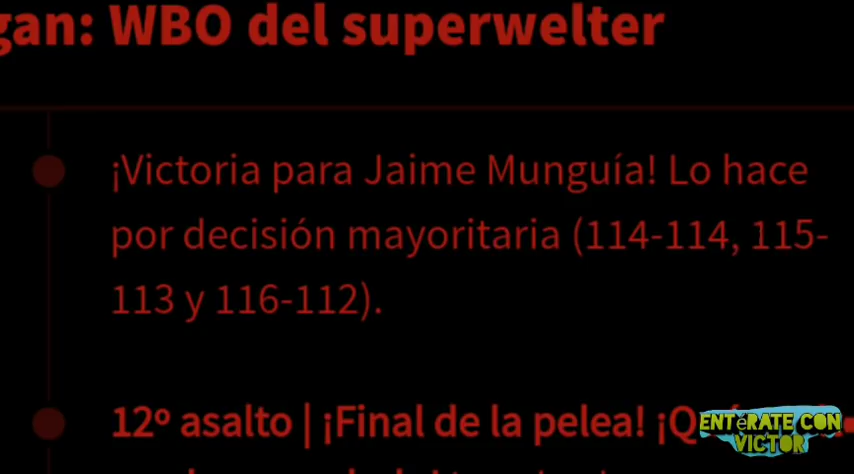 gan: WBO del superwelter
¡Victoria para Jaime Munguía! Lo hace
por decisión mayoritaria (114-114, 115-
113 y 116-112).
12º asalto | ¡Final de la pelea!
ENTéRATE CON
VICTOR